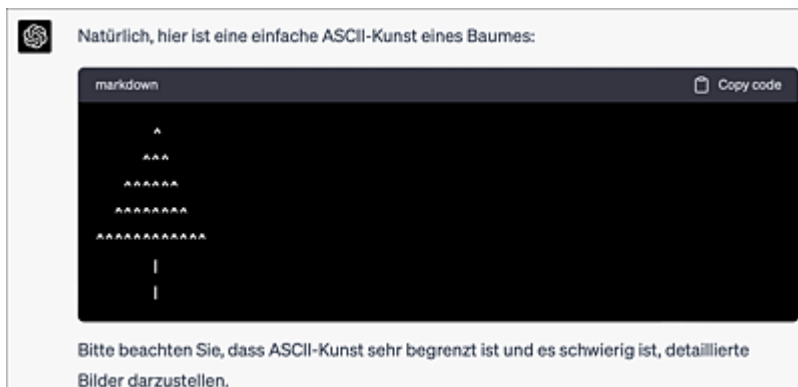 Natürlich, hier ist eine einfache ASCII-Kunst eines Baumes:
markdown Copy code
^
^^^
^^^^^^
^^^^^^^^
^^^^^^^^^^^^
|
|
Bitte beachten Sie, dass ASCII-Kunst sehr begrenzt ist und es schwierig ist, detaillierte
Bilder darzustellen.